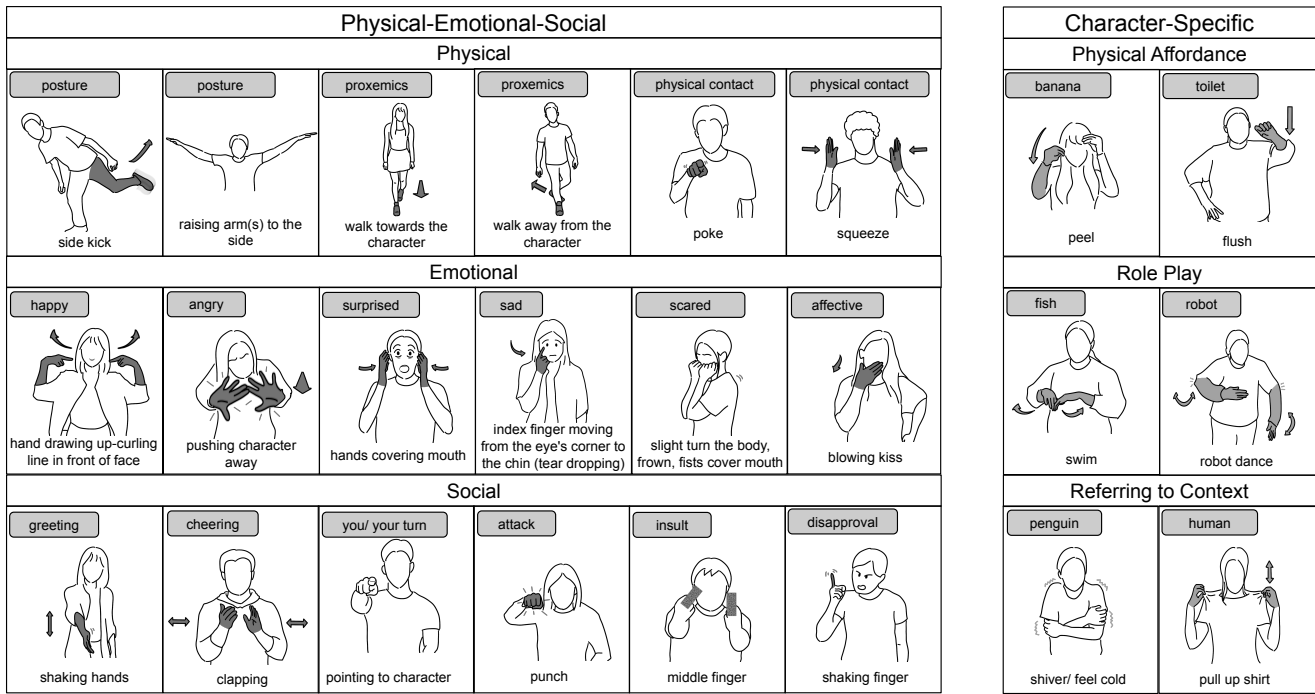 Physical-Emotional-Social
Physical
posture
posture
proxemics
proxemics
physical contact
physical contact
side kick
raising arm(s) to the
side
walk towards the
character
walk away from the
character
poke
squeeze
Emotional
happy
angry
surprised
sad
scared
affective
hand drawing up-curling
line in front of face
pushing character
away
hands covering mouth
index finger moving
from the eye's corner to
the chin (tear dropping)
slight turn the body,
frown, fists cover mouth
blowing kiss
Social
greeting
cheering
you/ your turn
attack
insult
disapproval
shaking hands
clapping
pointing to character
punch
middle finger
shaking finger
Character-Specific
Physical Affordance
banana
toilet
peel
flush
Role Play
fish
robot
swim
robot dance
Referring to Context
penguin
human
shiver/ feel cold
pull up shirt